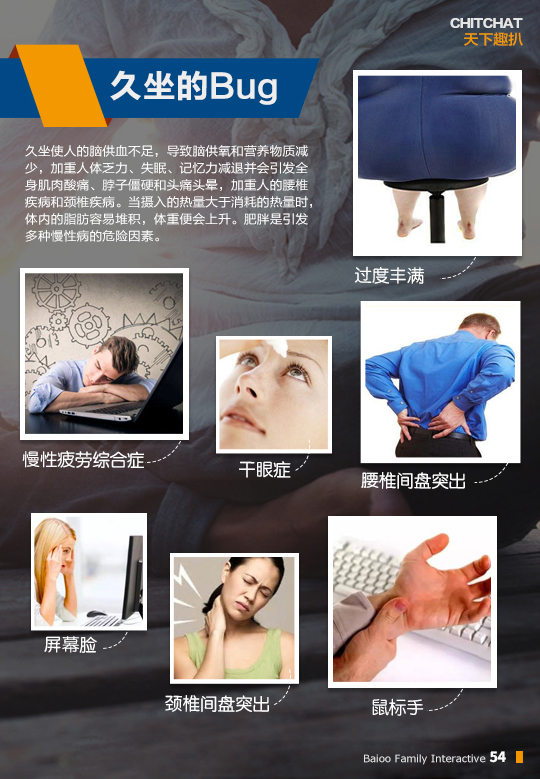 CHITCHAT
天下趣扒
久坐的Bug
久坐使人的脑供血不足，导致脑供氧和营养物质减
少，加重人体乏力、失眠、记忆力减退并会引发全
身肌肉酸痛、脖子僵硬和头痛头晕，加重人的腰椎
疾病和颈椎疾病。当摄入的热量大于消耗的热量时，
体内的脂肪容易堆积，体重便会上升。肥胖是引发
多种慢性病的危险因素。
过度丰满
慢性疲劳综合症
干眼症
腰椎间盘突出
屏幕脸
颈椎间盘突出
鼠标手
Baioo Family Interactive 54